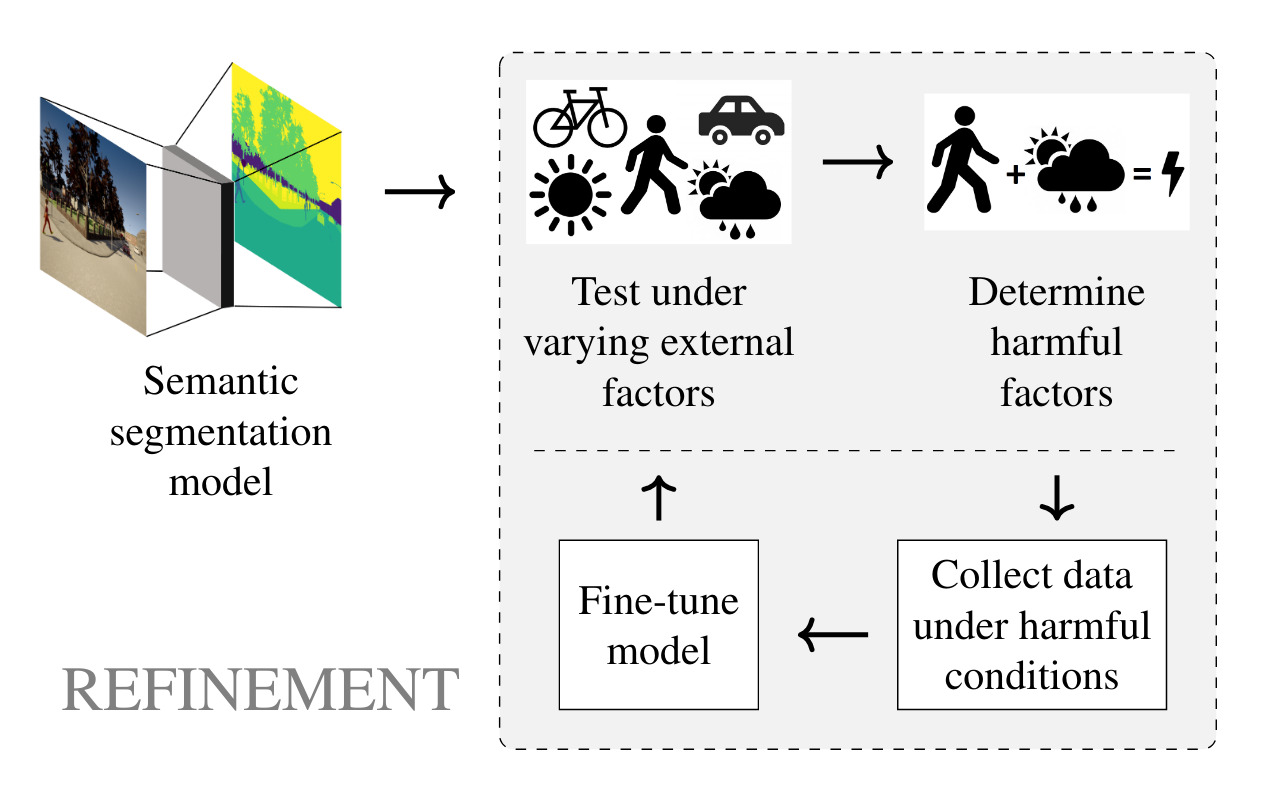 Semantic
segmentation
model
REFINEMENT
Test under
varying external
factors
+
=
Determine
harmful
factors
Fine-tune
model
Collect data
under harmful
conditions